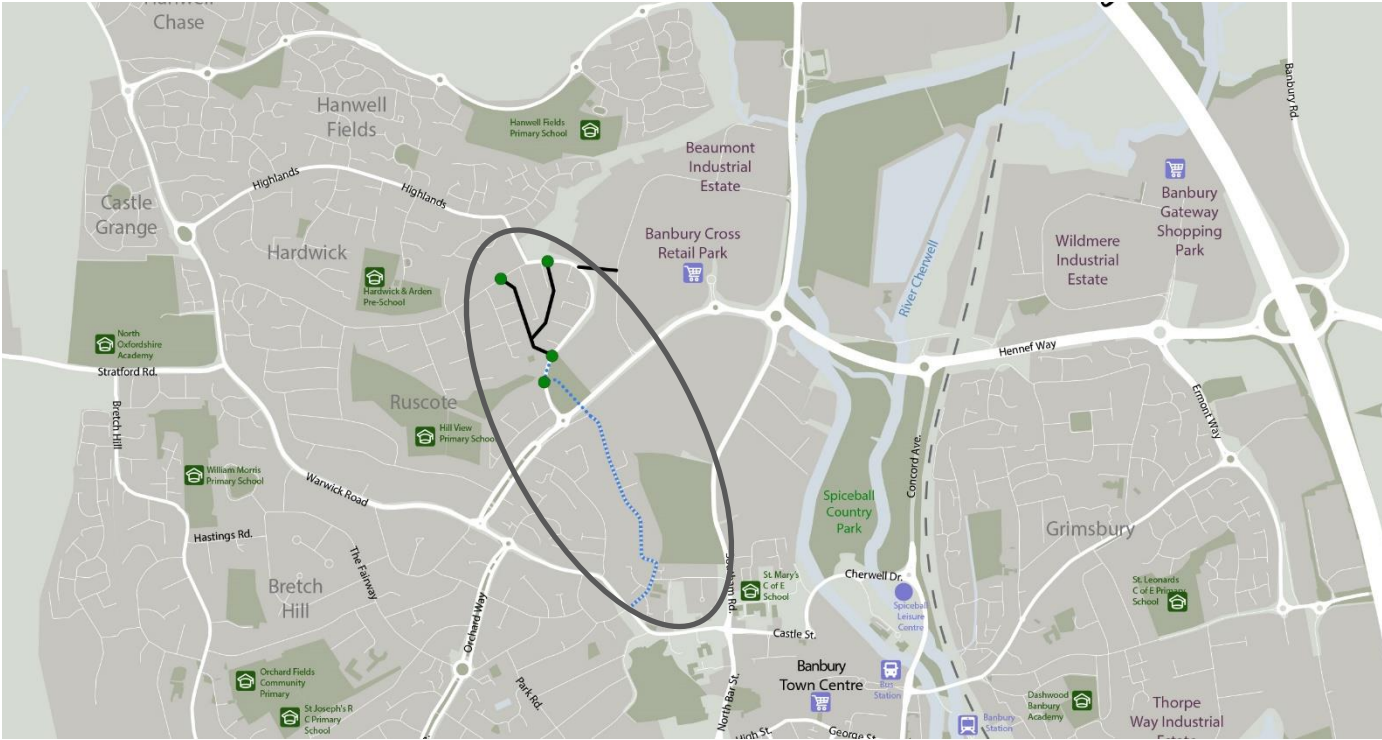 Hanwell
Chase
Hanwell
Fields
Hanwell Fields
Primary School
Banbury Rd.
Beaumont
Industrial
Estate
Highlands
Highlands
Castle
Grange
Hardwick
Hardwick & Arden
Pre-School
Banbury Cross
Retail Park
River Cherwell
Wildmere
Industrial
Estate
Banbury
Gateway
Shopping
Park
North
Oxfordshire
Academy
Stratford Rd.
Hennef Way
Ermont Way
Bretch Hill
Ruscote
Hill View
Primary School
William Morris
Primary School
Warwick Road
Concord Ave.
Spiceball
Country
Park
Grimsbury
Hastings Rd.
The Fairway
Bretch
Hill
St. Mary's
C of E
School
Cherwell Dr.
Spiceball
Leisure
Centre
St. Leonards
C of E Primary
School
Orchard Way
Castle St.
Banbury
Town Centre
Bus
Station
North Bar St.
Park Rd.
Orchard Fields
Community
Primary
St Joseph's R
C Primary
School
High St.
George St.
Banbury
Station
Dashwood
Banbury
Academy
Thorpe
Way Industrial
Estate